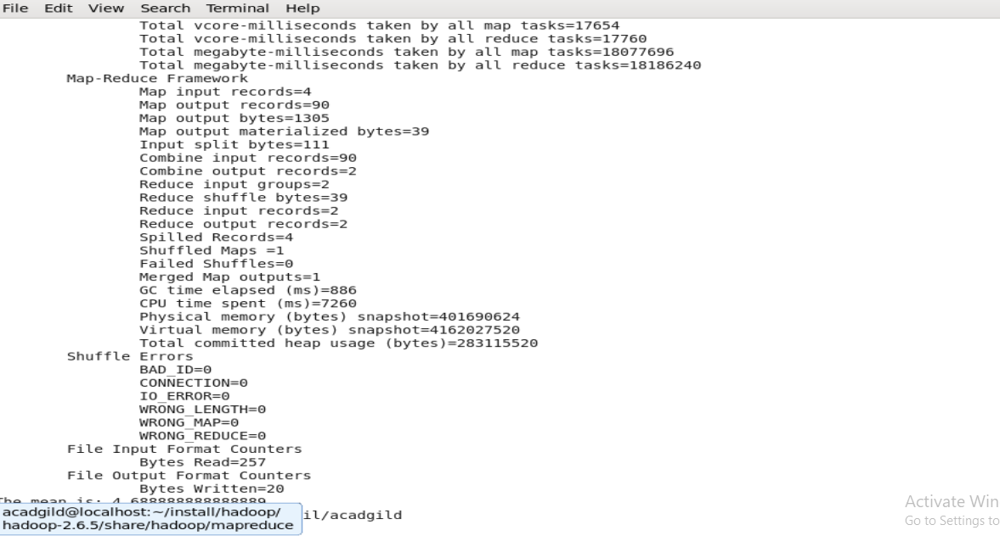 File Edit View Search Terminal Help
Total vcore-milliseconds taken by all map tasks=17654
Total vcore-milliseconds taken by all reduce tasks=17760
Total megabyte-milliseconds taken by all map tasks=18077696
Total megabyte-milliseconds taken by all reduce tasks=18186240
Map-Reduce Framework
Map input records=4
Map output records=90
Map output bytes=1305
Map output materialized bytes=39
Input split bytes=111
Combine input records=90
Combine output records=2
Reduce input groups=2
Reduce shuffle bytes=39
Reduce input records=2
Reduce output records=2
Spilled Records=4
Shuffled Maps =1
Failed Shuffles=0
Merged Map outputs=1
GC time elapsed (ms)=886
CPU time spent (ms)=7260
Physical memory (bytes) snapshot=401690624
Virtual memory (bytes) snapshot=4162027520
Total committed heap usage (bytes)=283115520
Shuffle Errors
BAD_ID=0
CONNECTION=0
IO_ERROR=0
WRONG_LENGTH=0
WRONG_MAP=0
WRONG_REDUCE=0
File Input Format Counters
Bytes Read=257
File Output Format Counters
Bytes Written=20
The mean is: 4.688888888888889
acadgild@localhost:~/install/hadoop/
il/acadgild
hadoop-2.6.5/share/hadoop/mapreduce
Activate Win
Go to Settings to